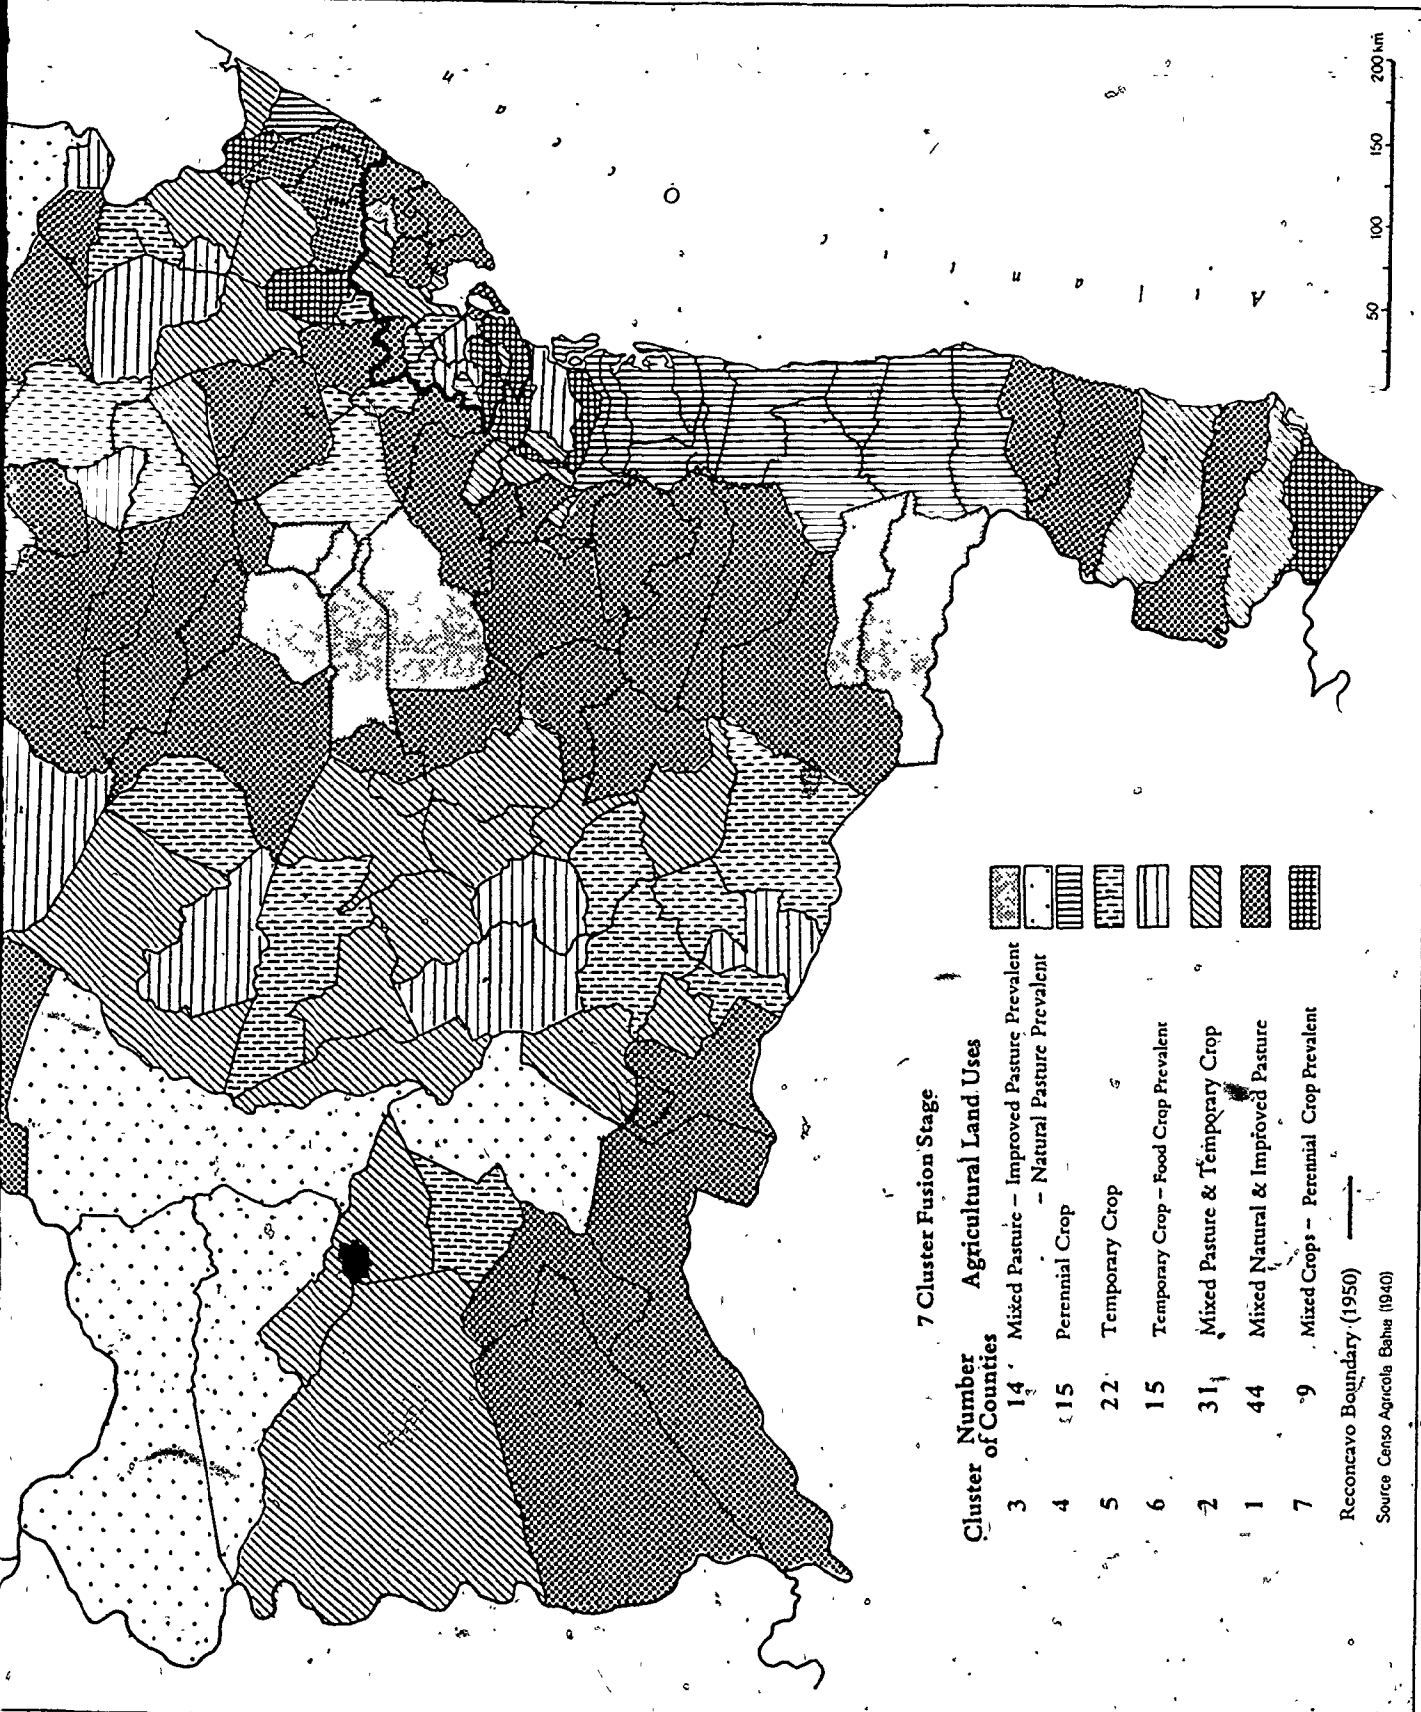 Atlantic Ocean
7 Cluster Fusion Stage
Cluster Number of Counties Agricultural Land Uses
3 14 Mixed Pasture – Improved Pasture Prevalent
– Natural Pasture Prevalent
4 15 Perennial Crop
5 22 Temporary Crop
6 15 Temporary Crop – Food Crop Prevalent
2 31 Mixed Pasture & Temporary Crop
1 44 Mixed Natural & Improved Pasture
7 9 Mixed Crops – Perennial Crop Prevalent
Reconcavo Boundary (1950)
Source Censo Agricola Bahia (1940)
50 100 150 200 km